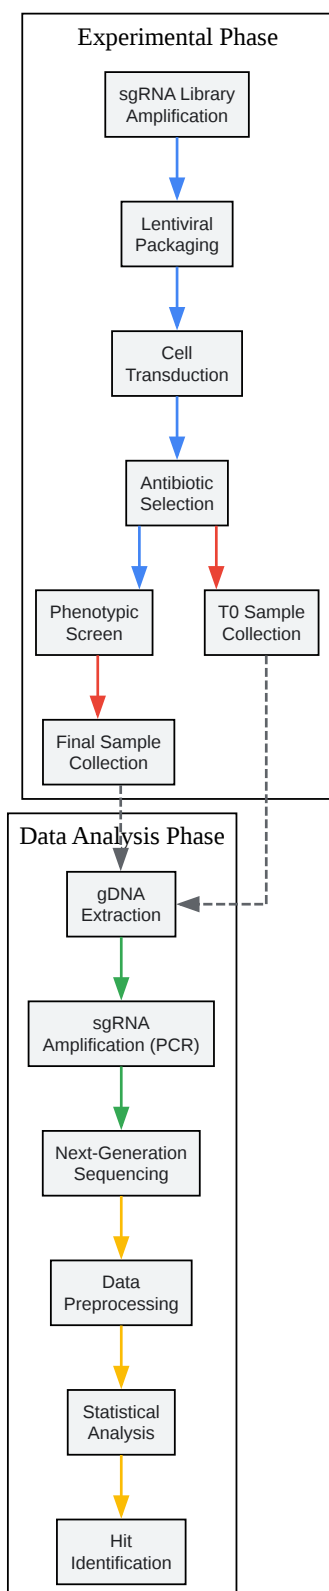 Experimental Phase
sgRNA Library
Amplification
Lentiviral
Packaging
Cell
Transduction
Antibiotic
Selection
Phenotypic
Screen
T0 Sample
Collection
Final Sample
Collection
Data Analysis Phase
gDNA
Extraction
sgRNA
Amplification (PCR)
Next-Generation
Sequencing
Data
Preprocessing
Statistical
Analysis
Hit
Identification